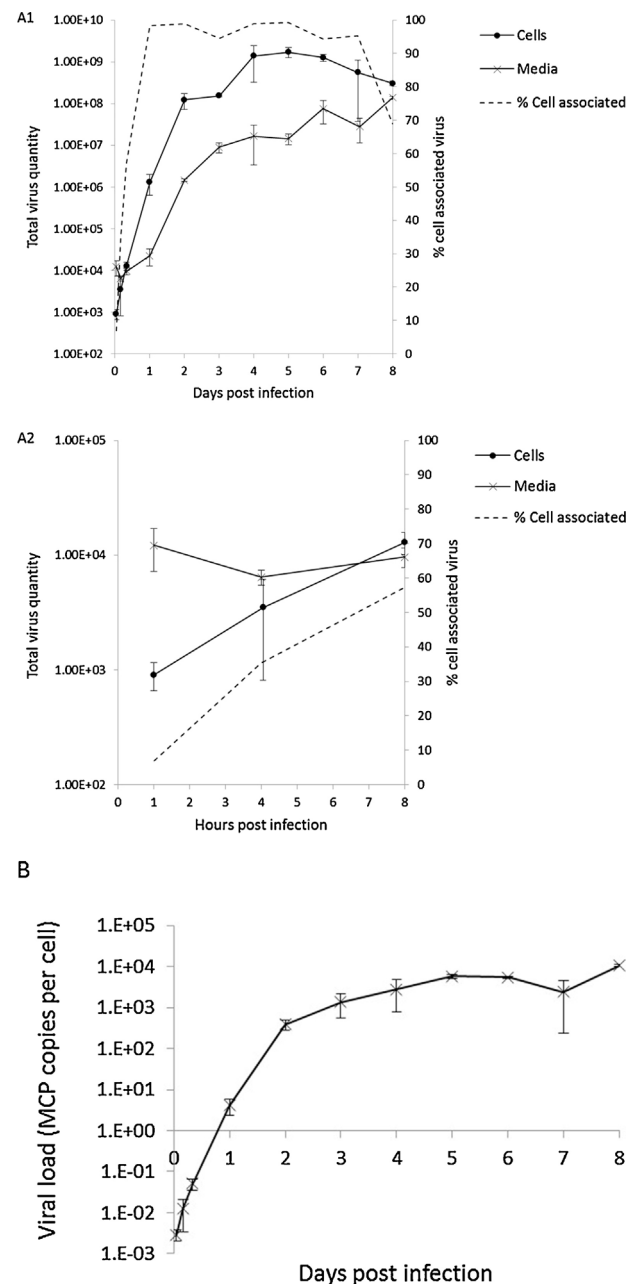 A1
1.00E+10
1.00E+09
1.00E+08
1.00E+07
1.00E+06
1.00E+05
1.00E+04
1.00E+03
1.00E+02
Total virus quantity
0 1 2 3 4 5 6 7 8
Days post infection
100
90
80
70
60
50
40
30
20
10
0
% cell associated virus
Cells
Media
% Cell associated
A2
1.00E+05
1.00E+04
1.00E+03
1.00E+02
Total virus quantity
0 1 2 3 4 5 6 7 8
Hours post infection
100
90
80
70
60
50
40
30
20
10
0
% cell associated virus
Cells
Media
% Cell associated
B
1.E+05
1.E+04
1.E+03
1.E+02
1.E+01
1.E+00
1.E-01
1.E-02
1.E-03
Viral load (MCP copies per cell)
0 1 2 3 4 5 6 7 8
Days post infection